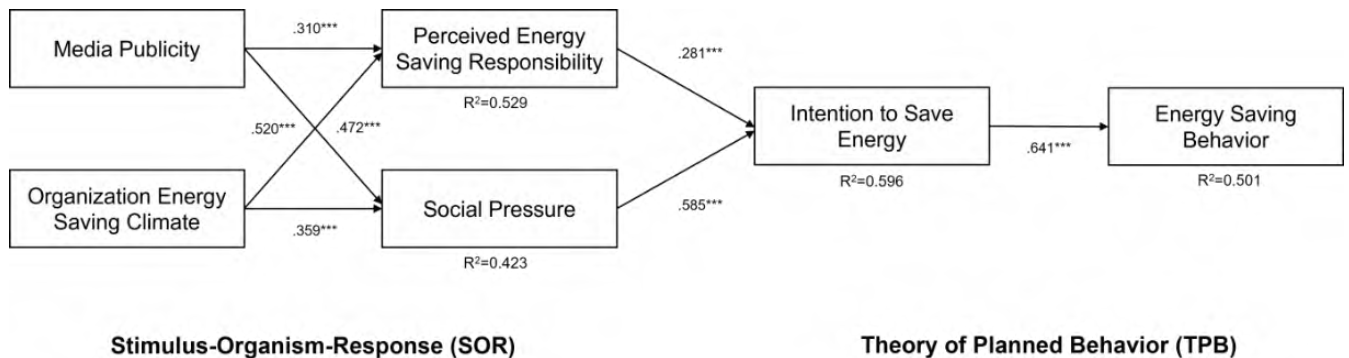 Media Publicity
.310***
Perceived Energy
Saving Responsibility
R²=0.529
.281***
.520***
.472***
Intention to Save
Energy
R²=0.596
.641***
Energy Saving
Behavior
R²=0.501
Organization Energy
Saving Climate
.359***
Social Pressure
R²=0.423
.585***
Stimulus-Organism-Response (SOR)
Theory of Planned Behavior (TPB)